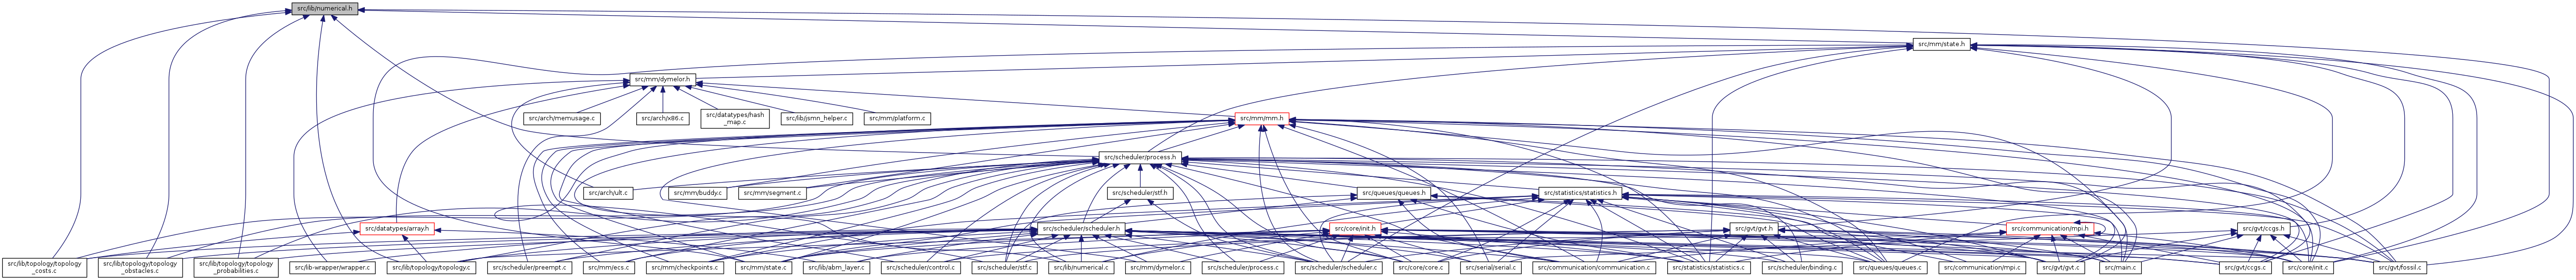 src/lib/numerical.h
src/mm/state.h
src/mm/dymelor.h
src/arch/memusage.c
src/arch/x86.c
src/datatypes/hash
_map.c
src/lib/jsmn_helper.c
src/mm/platform.c
src/mm/mm.h
src/scheduler/process.h
src/arch/ult.c
src/mm/buddy.c
src/mm/segment.c
src/scheduler/stf.h
src/queues/queues.h
src/statistics/statistics.h
src/datatypes/array.h
src/scheduler/scheduler.h
src/core/init.h
src/gvt/gvt.h
src/communication/mpi.h
src/gvt/ccgs.h
src/lib/topology/topology
_costs.c
src/lib/topology/topology
_obstacles.c
src/lib/topology/topology
_probabilities.c
src/lib-wrapper/wrapper.c
src/lib/topology/topology.c
src/scheduler/preempt.c
src/mm/ecs.c
src/mm/checkpoints.c
src/mm/state.c
src/lib/abm_layer.c
src/scheduler/control.c
src/scheduler/stf.c
src/lib/numerical.c
src/mm/dymelor.c
src/scheduler/process.c
src/scheduler/scheduler.c
src/core/core.c
src/serial/serial.c
src/communication/communication.c
src/statistics/statistics.c
src/scheduler/binding.c
src/queues/queues.c
src/communication/mpi.c
src/gvt/gvt.c
src/main.c
src/gvt/ccgs.c
src/core/init.c
src/gvt/fossil.c